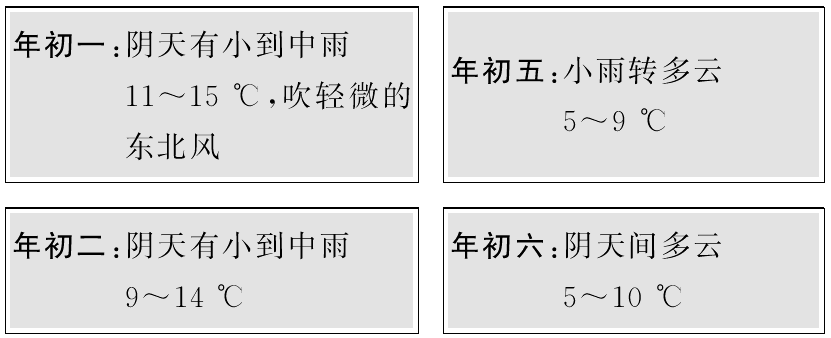 年初一:阴天有小到中雨
11～15 ℃,吹轻微的
东北风
年初二:阴天有小到中雨
9～14 ℃
年初五:小雨转多云
5～9 ℃
年初六:阴天间多云
5～10 ℃